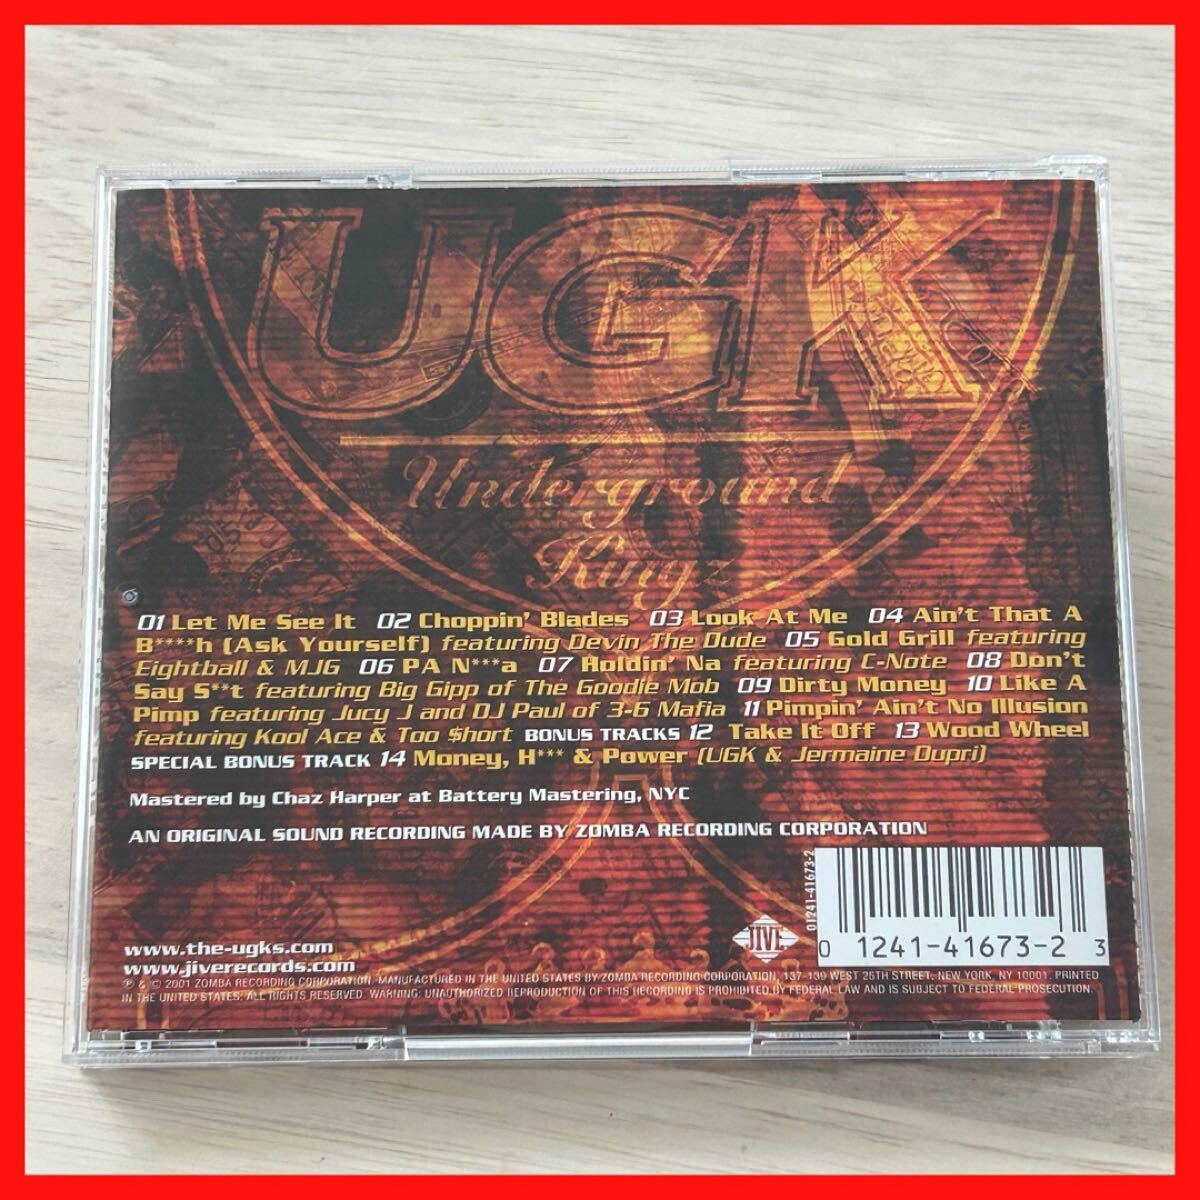 UGK
Underground
Kingz
01 Let Me See It 02 Choppin' Blades 03 Look At Me 04 Ain't That A
B****h (Ask Yourself) featuring Devin The Dude 05 Gold Grill featuring
Eightball & MJG 06 PA N***a 07 Holdin' Na featuring C-Note 08 Don't
Say S**t featuring Big Gipp of The Goodie Mob 09 Dirty Money 10 Like A
Pimp featuring Jucy J and DJ Paul of 3-6 Mafia 11 Pimpin' Ain't No Illusion
featuring Kool Ace & Too $hort BONUS TRACKS 12 Take It Off 13 Wood Wheel
SPECIAL BONUS TRACK 14 Money, H*** & Power (UGK & Jermaine Dupri)
Mastered by Chaz Harper at Battery Mastering, NYC
AN ORIGINAL SOUND RECORDING MADE BY ZOMBA RECORDING CORPORATION
01241-41673-2
JIVE
0 1241-41673-2 3
www.the-ugks.com
www.jiverecords.com
℗ & © 2001 ZOMBA RECORDING CORPORATION. MANUFACTURED IN THE UNITED STATES BY ZOMBA RECORDING CORPORATION, 137-139 WEST 25TH STREET, NEW YORK, NY 10001. PRINTED
IN THE UNITED STATES. ALL RIGHTS RESERVED. WARNING: UNAUTHORIZED REPRODUCTION OF THIS RECORDING IS PROHIBITED BY FEDERAL LAW AND IS SUBJECT TO FEDERAL PROSECUTION.